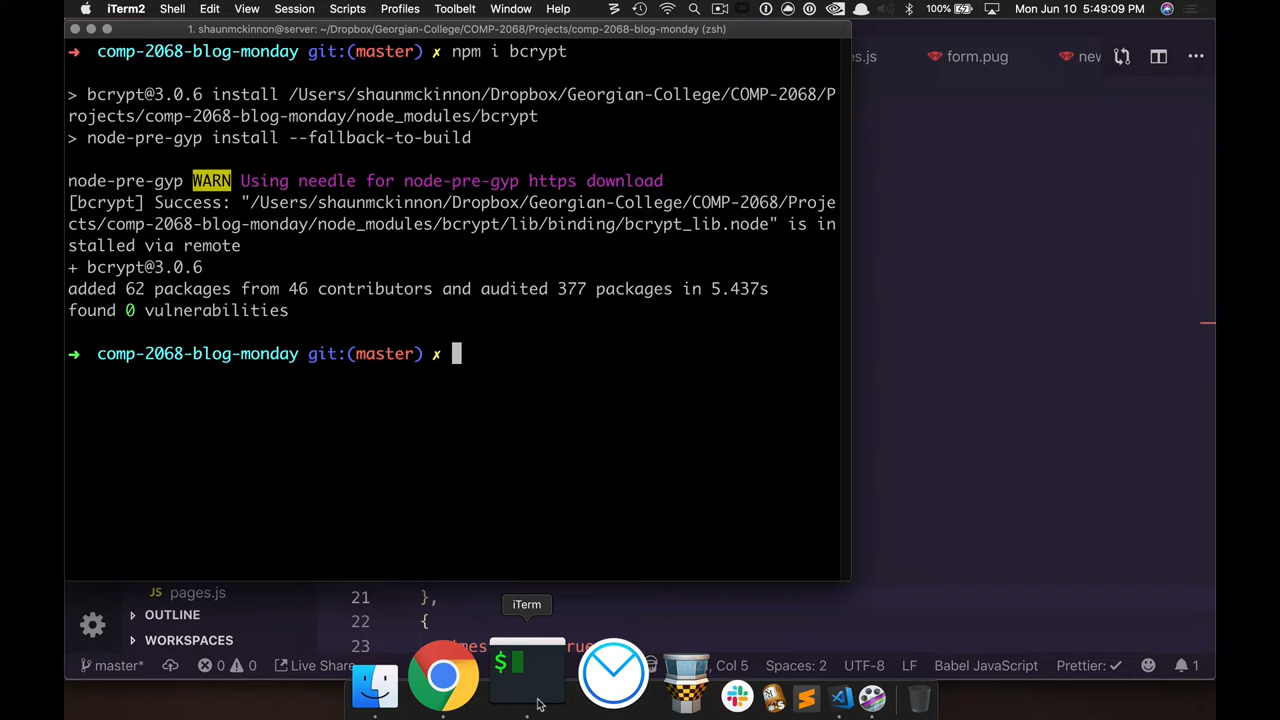 iTerm2 Shell Edit View Session Scripts Profiles Toolbelt Window Help 100% Mon Jun 10 5:49:09 PM
1. shaunmckinnon@server: ~/Dropbox/Georgian-College/COMP-2068/Projects/comp-2068-blog-monday (zsh)
➜ comp-2068-blog-monday git:(master) ✗ npm i bcrypt
s.js form.pug new
> bcrypt@3.0.6 install /Users/shaunmckinnon/Dropbox/Georgian-College/COMP-2068/P
rojects/comp-2068-blog-monday/node_modules/bcrypt
> node-pre-gyp install --fallback-to-build
node-pre-gyp WARN Using needle for node-pre-gyp https download
[bcrypt] Success: "/Users/shaunmckinnon/Dropbox/Georgian-College/COMP-2068/Proje
cts/comp-2068-blog-monday/node_modules/bcrypt/lib/binding/bcrypt_lib.node" is in
stalled via remote
+ bcrypt@3.0.6
added 62 packages from 46 contributors and audited 377 packages in 5.437s
found 0 vulnerabilities
➜ comp-2068-blog-monday git:(master) ✗
JS pages.js
21 },
OUTLINE
22 {
WORKSPACES
23
iTerm
master* 0 0 Live Share Col 5 Spaces: 2 UTF-8 LF Babel JavaScript Prettier: ✓ 1
$